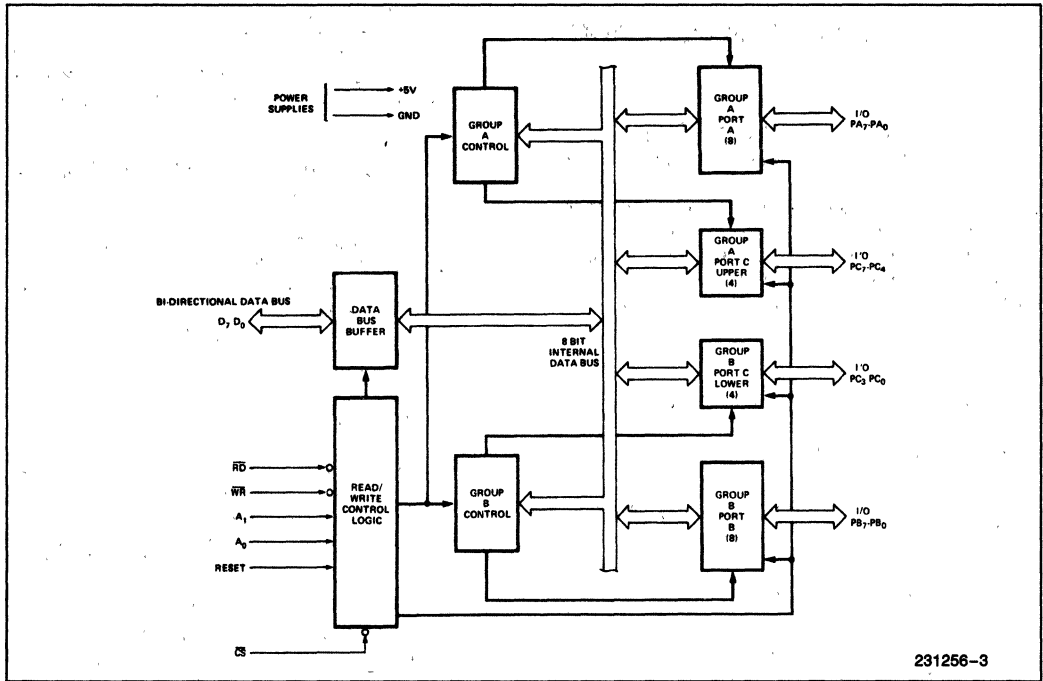 POWER
SUPPLIES
+5V
GND
GROUP
A
CONTROL
GROUP
A
PORT
A
(8)
I/O
PA7-PA0
GROUP
A
PORT C
UPPER
(4)
I/O
PC7-PC4
BI-DIRECTIONAL DATA BUS
D7 D0
DATA
BUS
BUFFER
8 BIT
INTERNAL
DATA BUS
GROUP
B
PORT C
LOWER
(4)
I/O
PC3 PC0
RD
WR
A1
A0
RESET
CS
READ/
WRITE
CONTROL
LOGIC
GROUP
B
CONTROL
GROUP
B
PORT
B
(8)
I/O
PB7-PB0
231256-3